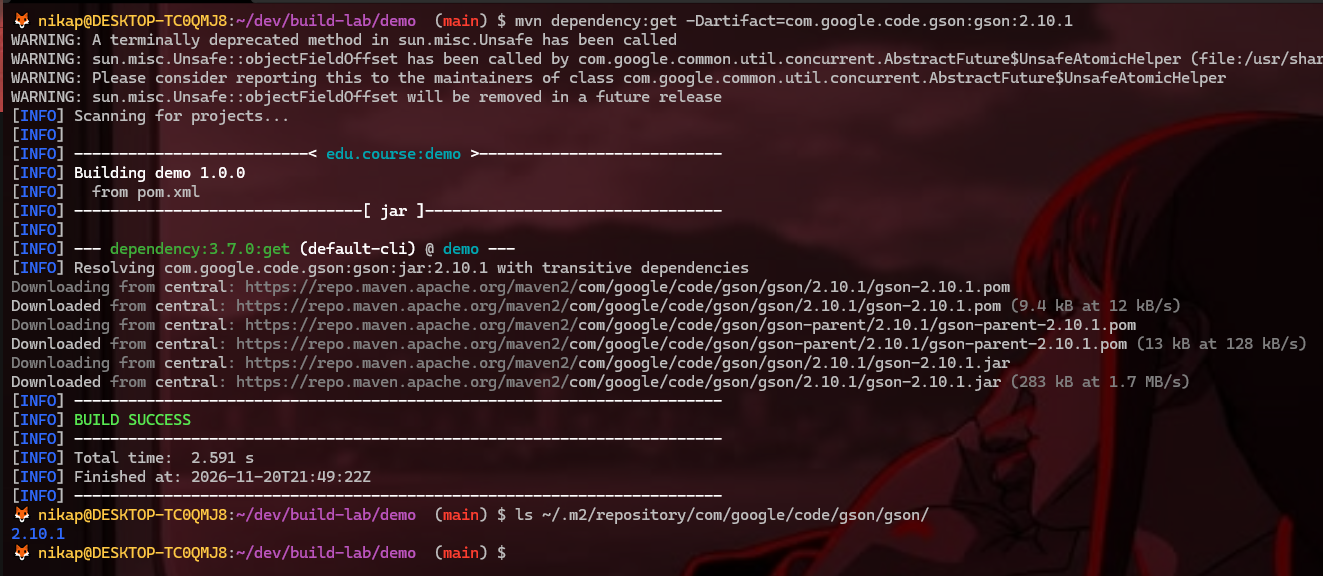 nikap@DESKTOP-TC0QMJ8:~/dev/build-lab/demo (main) $ mvn dependency:get -Dartifact=com.google.code.gson:gson:2.10.1
WARNING: A terminally deprecated method in sun.misc.Unsafe has been called
WARNING: sun.misc.Unsafe::objectFieldOffset has been called by com.google.common.util.concurrent.AbstractFuture$UnsafeAtomicHelper (file:/usr/shar
WARNING: Please consider reporting this to the maintainers of class com.google.common.util.concurrent.AbstractFuture$UnsafeAtomicHelper
WARNING: sun.misc.Unsafe::objectFieldOffset will be removed in a future release
[INFO] Scanning for projects...
[INFO]
[INFO] --------------------------< edu.course:demo >---------------------------
[INFO] Building demo 1.0.0
[INFO]   from pom.xml
[INFO] --------------------------------[ jar ]---------------------------------
[INFO]
[INFO] --- dependency:3.7.0:get (default-cli) @ demo ---
[INFO] Resolving com.google.code.gson:gson:jar:2.10.1 with transitive dependencies
Downloading from central: https://repo.maven.apache.org/maven2/com/google/code/gson/gson/2.10.1/gson-2.10.1.pom
Downloaded from central: https://repo.maven.apache.org/maven2/com/google/code/gson/gson/2.10.1/gson-2.10.1.pom (9.4 kB at 12 kB/s)
Downloading from central: https://repo.maven.apache.org/maven2/com/google/code/gson/gson-parent/2.10.1/gson-parent-2.10.1.pom
Downloaded from central: https://repo.maven.apache.org/maven2/com/google/code/gson/gson-parent/2.10.1/gson-parent-2.10.1.pom (13 kB at 128 kB/s)
Downloading from central: https://repo.maven.apache.org/maven2/com/google/code/gson/gson/2.10.1/gson-2.10.1.jar
Downloaded from central: https://repo.maven.apache.org/maven2/com/google/code/gson/gson/2.10.1/gson-2.10.1.jar (283 kB at 1.7 MB/s)
[INFO] ------------------------------------------------------------------------
[INFO] BUILD SUCCESS
[INFO] ------------------------------------------------------------------------
[INFO] Total time:  2.591 s
[INFO] Finished at: 2026-11-20T21:49:22Z
[INFO] ------------------------------------------------------------------------
nikap@DESKTOP-TC0QMJ8:~/dev/build-lab/demo (main) $ ls ~/.m2/repository/com/google/code/gson/gson/
2.10.1
nikap@DESKTOP-TC0QMJ8:~/dev/build-lab/demo (main) $